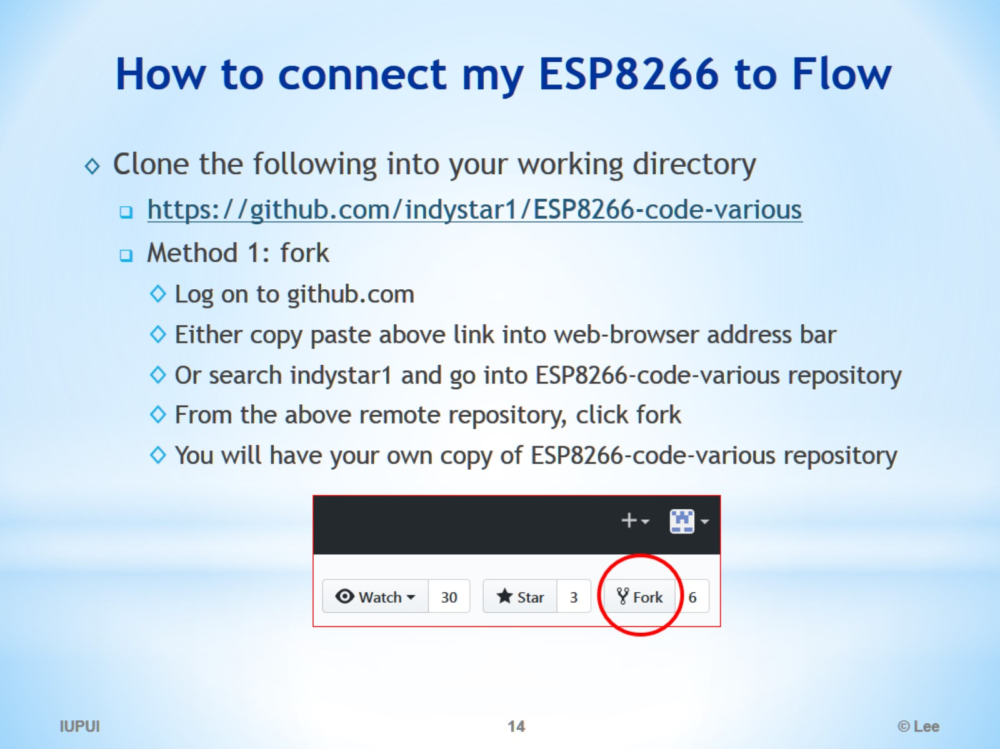 How to connect my ESP8266 to Flow
Clone the following into your working directory
https://github.com/indystar1/ESP8266-code-various
Method 1: fork
Log on to github.com
Either copy paste above link into web-browser address bar
Or search indystar1 and go into ESP8266-code-various repository
From the above remote repository, click fork
You will have your own copy of ESP8266-code-various repository
Watch 30 Star 3 Fork 6
IUPUI 14 © Lee